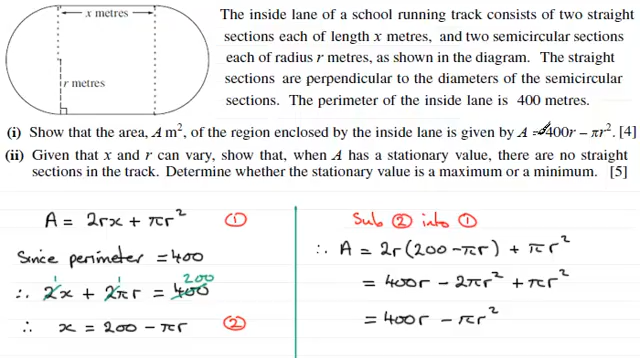 x metres
r metres
The inside lane of a school running track consists of two straight
sections each of length x metres, and two semicircular sections
each of radius r metres, as shown in the diagram. The straight
sections are perpendicular to the diameters of the semicircular
sections. The perimeter of the inside lane is 400 metres.
(i) Show that the area, A m², of the region enclosed by the inside lane is given by A = 400r − πr². [4]
(ii) Given that x and r can vary, show that, when A has a stationary value, there are no straight
sections in the track. Determine whether the stationary value is a maximum or a minimum. [5]
A = 2rx + πr² ①
Since perimeter = 400
∴ 2x + 2πr = 400
1 1 200
∴ x = 200 − πr ②
Sub ② into ①
∴ A = 2r(200 − πr) + πr²
= 400r − 2πr² + πr²
= 400r − πr²